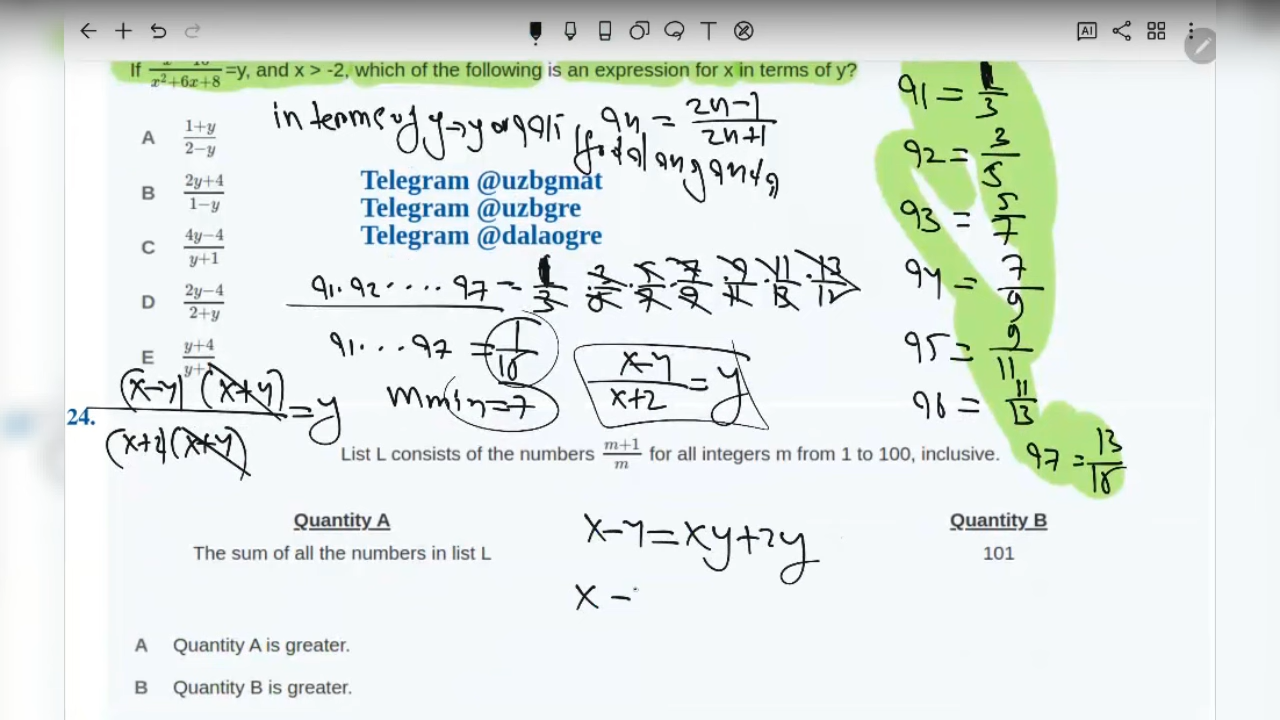 If x²+6x+8 =y, and x > -2, which of the following is an expression for x in terms of y?
in terms of y
an = 2n-1 / 2n+1
A 1+y / 2-y
B 2y+4 / 1-y
C 4y-4 / y+1
D 2y-4 / 2+y
E y+4 / y+
Telegram @uzbgmat
Telegram @uzbgre
Telegram @dalaogre
a1 = 1/3
a2 = 3/5
a3 = 5/7
a4 = 7/9
a5 = 9/11
a6 = 11/13
a7 = 13/15
a1·a2·...·a7 = 1/3 · 3/5 · 5/7 · 7/9 · 9/11 · 11/13 · 13/15
a1...a7 = 1/15
m min = 7
x-4 / x+2 = y
(x-4)(x+4) / (x+2)(x+4) = y
24.
List L consists of the numbers m+1 / m for all integers m from 1 to 100, inclusive.
Quantity A
The sum of all the numbers in list L
Quantity B
101
x-4=xy+2y
x -
A Quantity A is greater.
B Quantity B is greater.